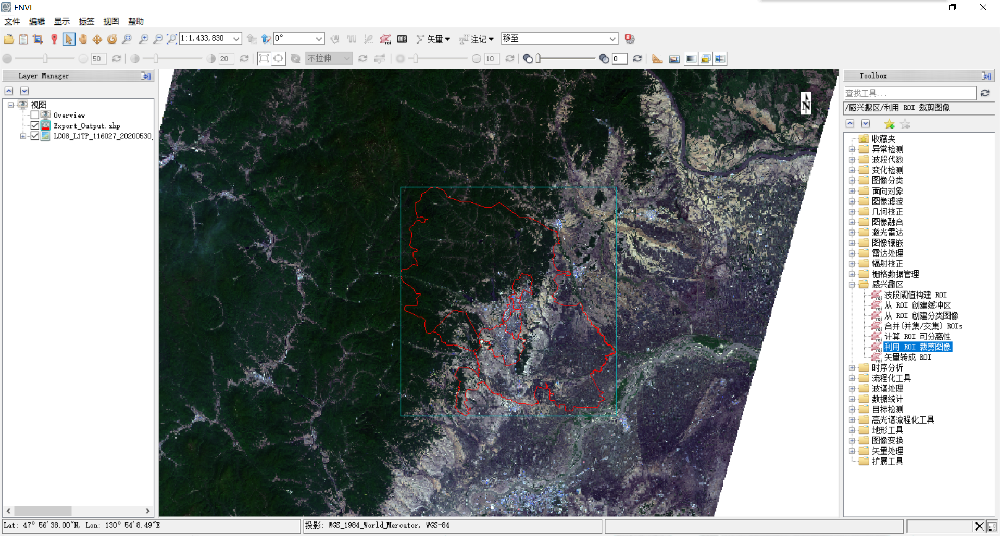 ENVI
文件 编辑 显示 标签 视图 帮助
1:1,433,830 0° 矢量 注记 移至
50 20 不拉伸 10 0
Layer Manager
视图
Overview
Export_Output.shp
LC08_L1TP_116027_20200530_
N
Toolbox
查找工具...
/感兴趣区/利用 ROI 裁剪图像
收藏夹
异常检测
波段代数
变化检测
图像分类
面向对象
图像滤波
几何校正
图像融合
激光雷达
图像镶嵌
雷达处理
辐射校正
栅格数据管理
感兴趣区
波段阈值构建 ROI
从 ROI 创建缓冲区
从 ROI 创建分类图像
合并(并集/交集) ROIs
计算 ROI 可分离性
利用 ROI 裁剪图像
矢量转成 ROI
时序分析
流程化工具
波谱处理
数据统计
目标检测
高光谱流程化工具
地形工具
图像变换
矢量处理
扩展工具
Lat: 47° 56'38.00"N, Lon: 130° 54'8.49"E
投影: WGS_1984_World_Mercator, WGS-84